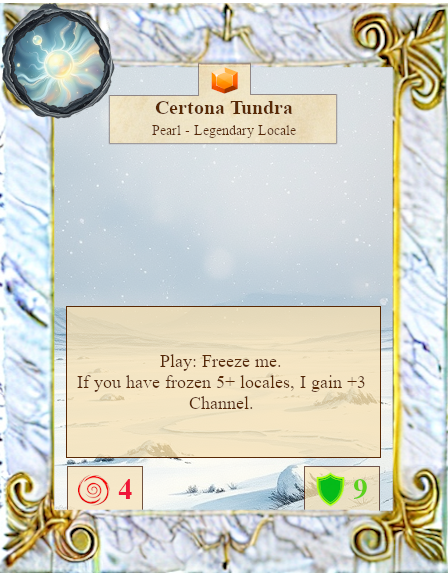 Certona Tundra
Pearl - Legendary Locale
Play: Freeze me.
If you have frozen 5+ locales, I gain +3
Channel.
4
9